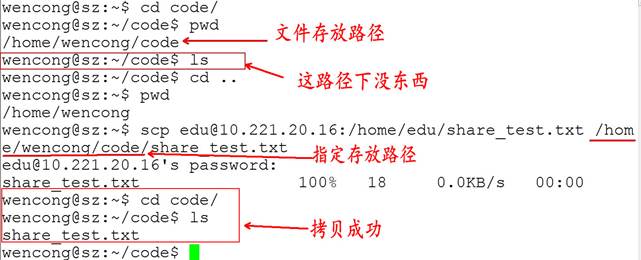 wencong@sz:~$ cd code/
wencong@sz:~/code$ pwd
/home/wencong/code
文件存放路径
wencong@sz:~/code$ ls
wencong@sz:~/code$ cd ..
这路径下没东西
wencong@sz:~$ pwd
/home/wencong
wencong@sz:~$ scp edu@10.221.20.16:/home/edu/share_test.txt /hom
e/wencong/code/share_test.txt
指定存放路径
edu@10.221.20.16's password:
share_test.txt 100% 18 0.0KB/s 00:00
wencong@sz:~$ cd code/
wencong@sz:~/code$ ls
share_test.txt
拷贝成功
wencong@sz:~/code$